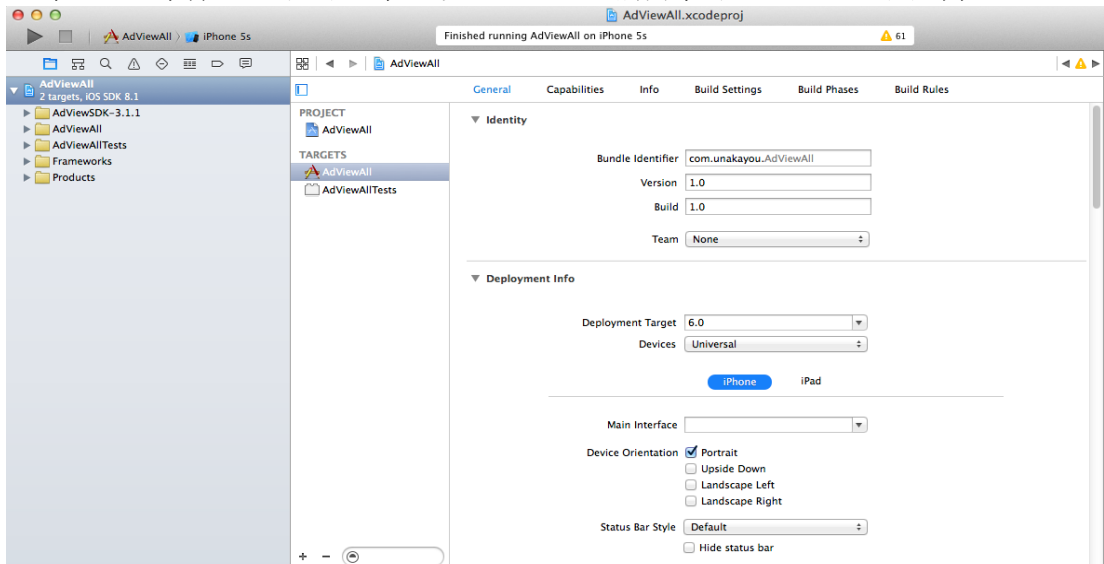 AdViewAll.xcodeproj
AdViewAll 〉 iPhone 5s
Finished running AdViewAll on iPhone 5s
61
AdViewAll
AdViewAll
2 targets, iOS SDK 8.1
AdViewSDK-3.1.1
AdViewAll
AdViewAllTests
Frameworks
Products
General Capabilities Info Build Settings Build Phases Build Rules
PROJECT
AdViewAll
TARGETS
AdViewAll
AdViewAllTests
Identity
Bundle Identifier com.unakayou.AdViewAll
Version 1.0
Build 1.0
Team None
Deployment Info
Deployment Target 6.0
Devices Universal
iPhone iPad
Main Interface
Device Orientation Portrait
Upside Down
Landscape Left
Landscape Right
Status Bar Style Default
Hide status bar